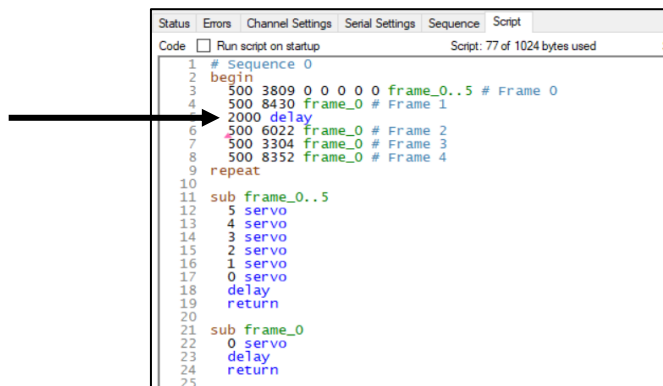 Status Errors Channel Settings Serial Settings Sequence Script
Code Run script on startup Script: 77 of 1024 bytes used
1 # Sequence 0
2 begin
3 500 3809 0 0 0 0 0 frame_0..5 # Frame 0
4 500 8430 frame_0 # Frame 1
5 2000 delay
6 500 6022 frame_0 # Frame 2
7 500 3304 frame_0 # Frame 3
8 500 8352 frame_0 # Frame 4
9 repeat
10
11 sub frame_0..5
12 5 servo
13 4 servo
14 3 servo
15 2 servo
16 1 servo
17 0 servo
18 delay
19 return
20
21 sub frame_0
22 0 servo
23 delay
24 return
25